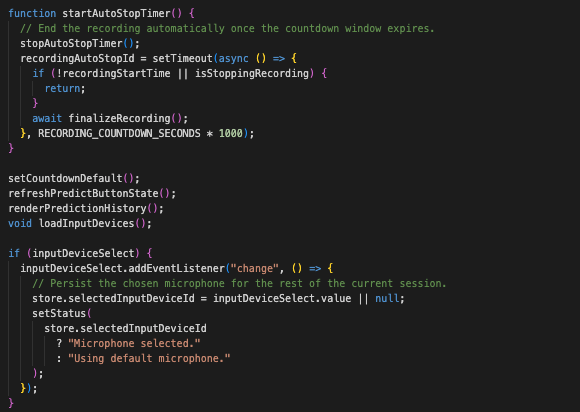 function startAutoStopTimer() {
  // End the recording automatically once the countdown window expires.
  stopAutoStopTimer();
  recordingAutoStopId = setTimeout(async () => {
    if (!recordingStartTime || isStoppingRecording) {
      return;
    }
    await finalizeRecording();
  }, RECORDING_COUNTDOWN_SECONDS * 1000);
}

setCountdownDefault();
refreshPredictButtonState();
renderPredictionHistory();
void loadInputDevices();

if (inputDeviceSelect) {
  inputDeviceSelect.addEventListener("change", () => {
    // Persist the chosen microphone for the rest of the current session.
    store.selectedInputDeviceId = inputDeviceSelect.value || null;
    setStatus(
      store.selectedInputDeviceId
        ? "Microphone selected."
        : "Using default microphone."
    );
  });
}